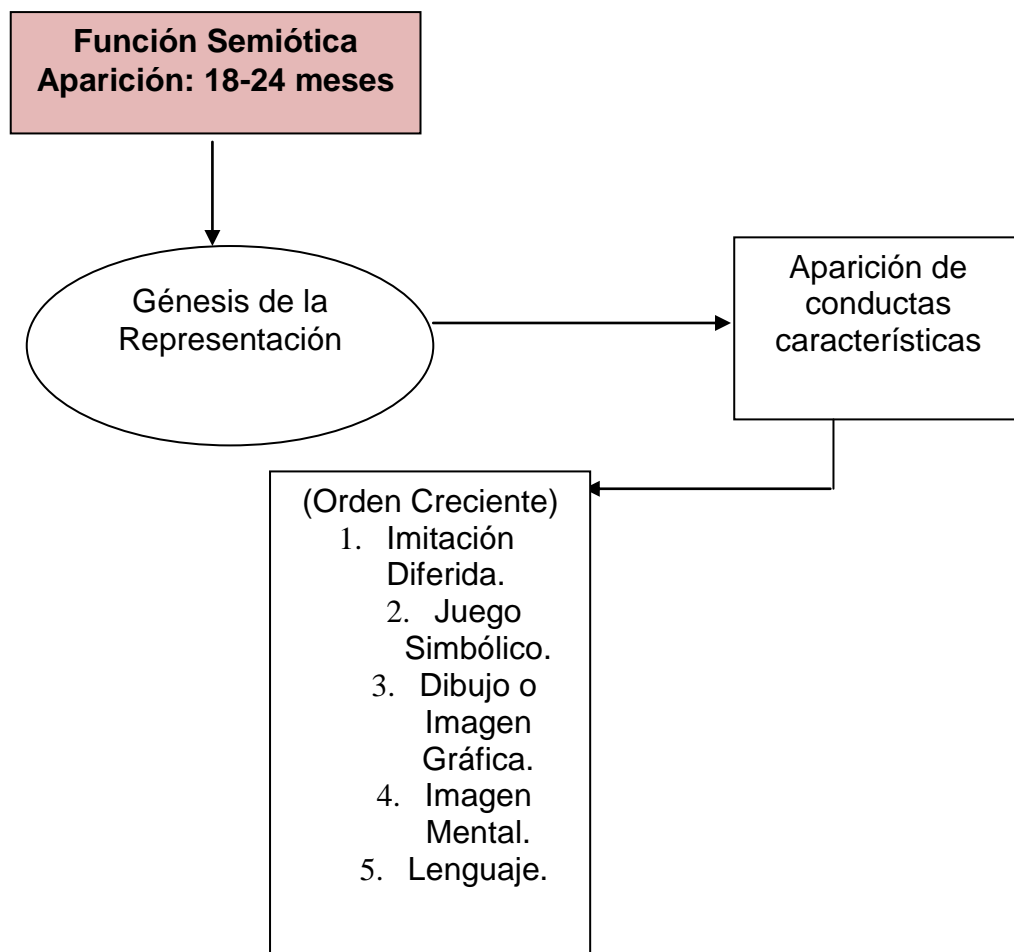 Función Semiótica
Aparición: 18-24 meses
Génesis de la
Representación
Aparición de
conductas
características
(Orden Creciente)
1. Imitación
Diferida.
2. Juego
Simbólico.
3. Dibujo o
Imagen
Gráfica.
4. Imagen
Mental.
5. Lenguaje.